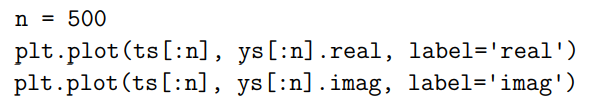 n = 500
plt.plot(ts[:n], ys[:n].real, label='real')
plt.plot(ts[:n], ys[:n].imag, label='imag')